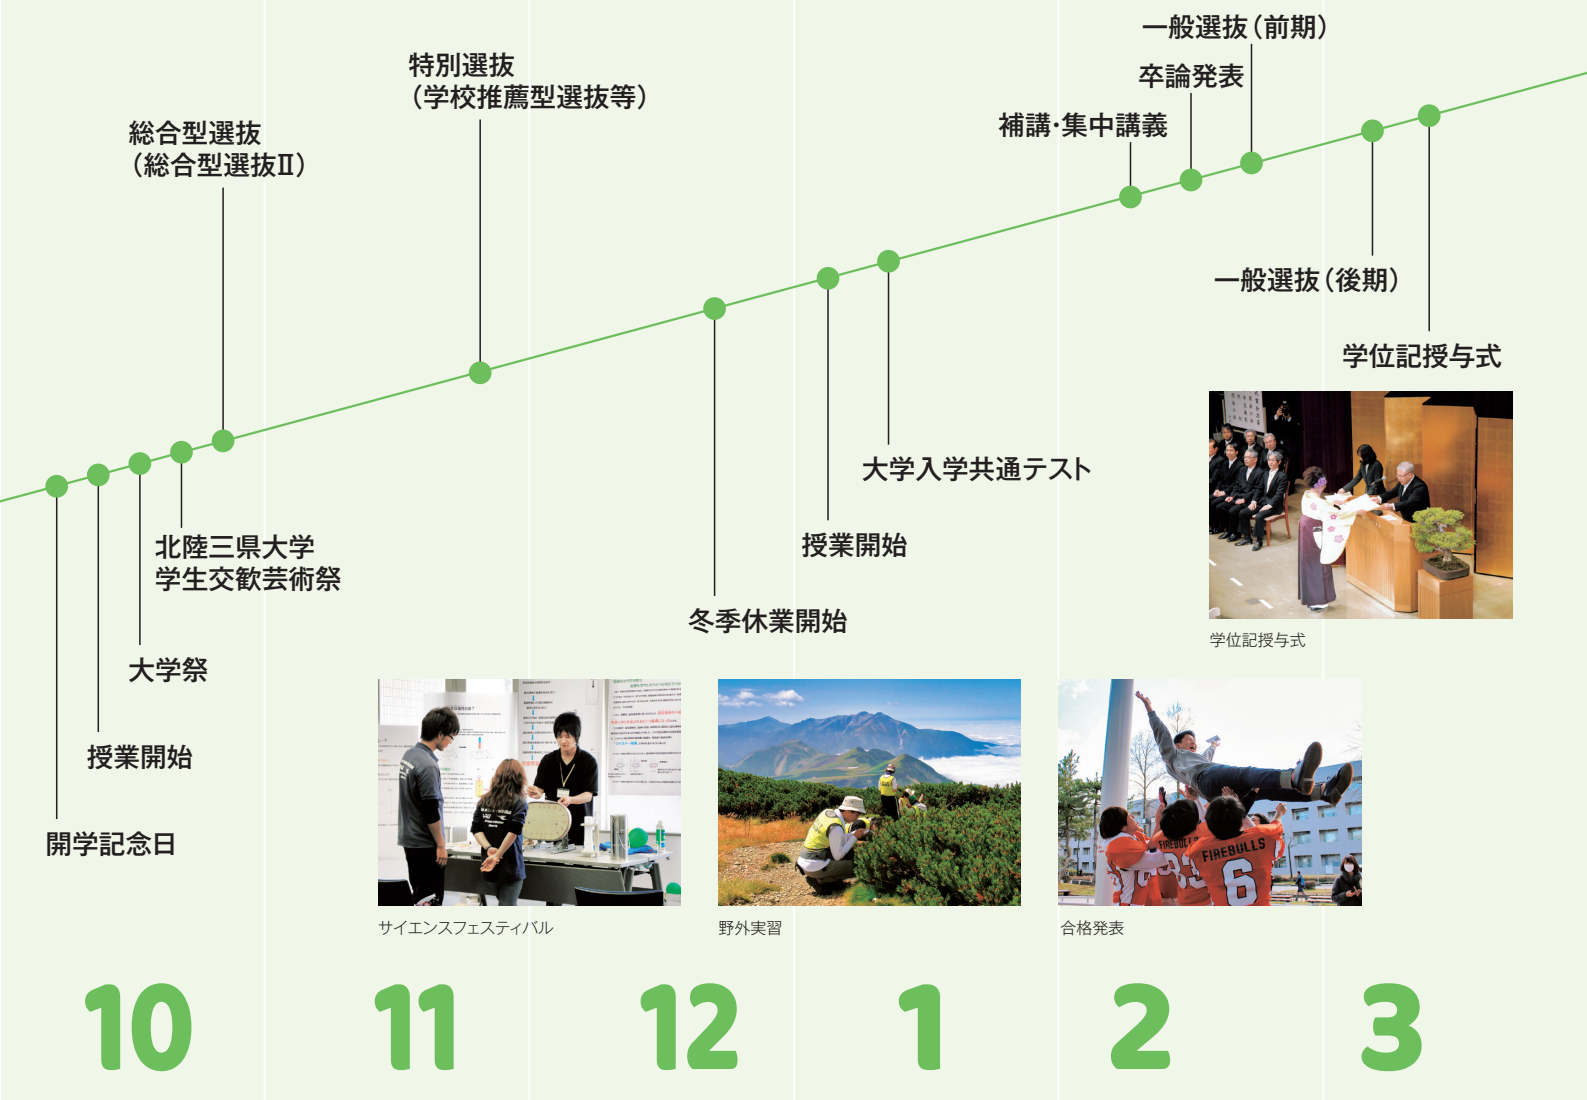 一般選抜（前期）
卒論発表
補講・集中講義
特別選抜
（学校推薦型選抜等）
総合型選抜
（総合型選抜Ⅱ）
一般選抜（後期）
学位記授与式
大学入学共通テスト
授業開始
冬季休業開始
北陸三県大学
学生交歓芸術祭
大学祭
授業開始
開学記念日
学位記授与式
サイエンスフェスティバル
野外実習
合格発表
FIREBULLS
FIREBULLS
6
10
11
12
1
2
3